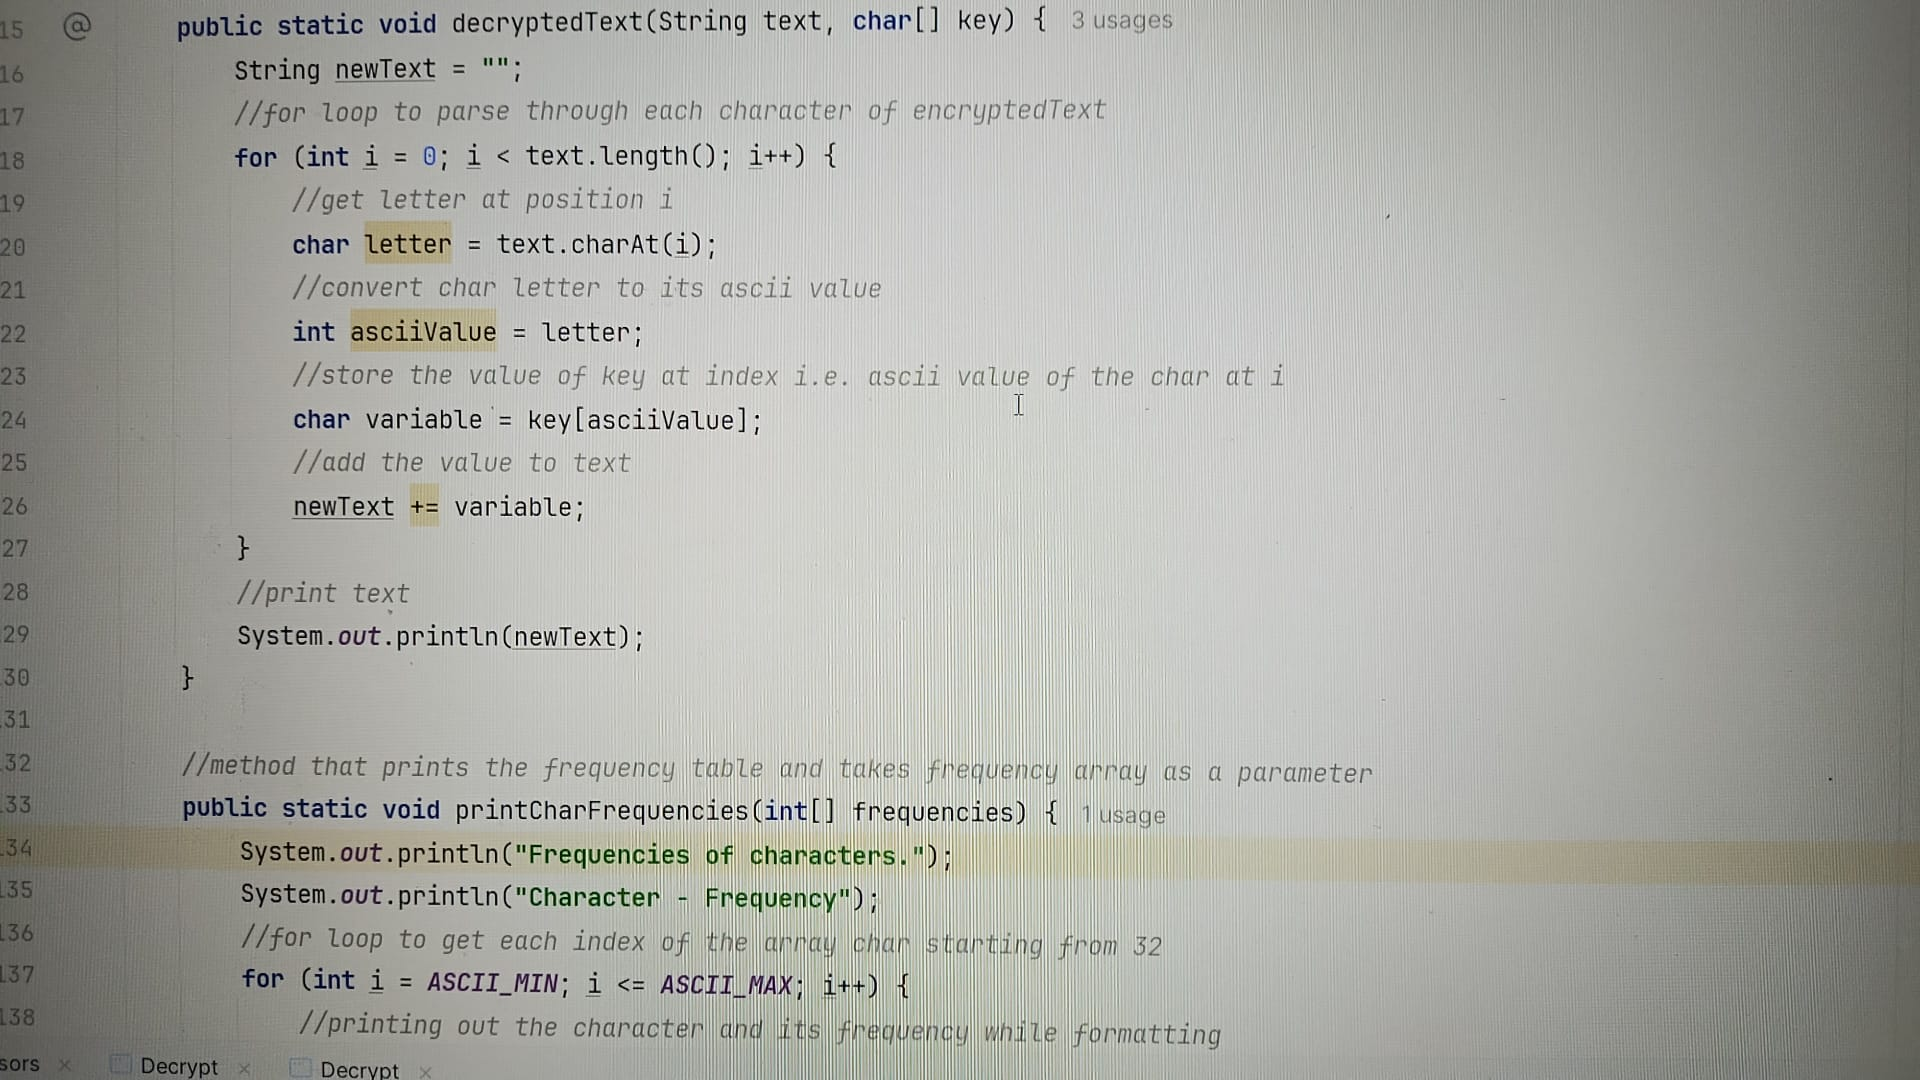 15 @ public static void decryptedText(String text, char[] key) { 3 usages
16 String newText = "";
17 //for loop to parse through each character of encryptedText
18 for (int i = 0; i < text.length(); i++) {
19 //get letter at position i
20 char letter = text.charAt(i);
21 //convert char letter to its ascii value
22 int asciiValue = letter;
23 //store the value of key at index i.e. ascii value of the char at i
24 char variable = key[asciiValue];
25 //add the value to text
26 newText += variable;
27 }
28 //print text
29 System.out.println(newText);
30 }
31
32 //method that prints the frequency table and takes frequency array as a parameter
33 public static void printCharFrequencies(int[] frequencies) { 1 usage
34 System.out.println("Frequencies of characters.");
135 System.out.println("Character - Frequency");
136 //for loop to get each index of the array char starting from 32
137 for (int i = ASCII_MIN; i <= ASCII_MAX; i++) {
138 //printing out the character and its frequency while formatting
sors × Decrypt × Decrypt ×